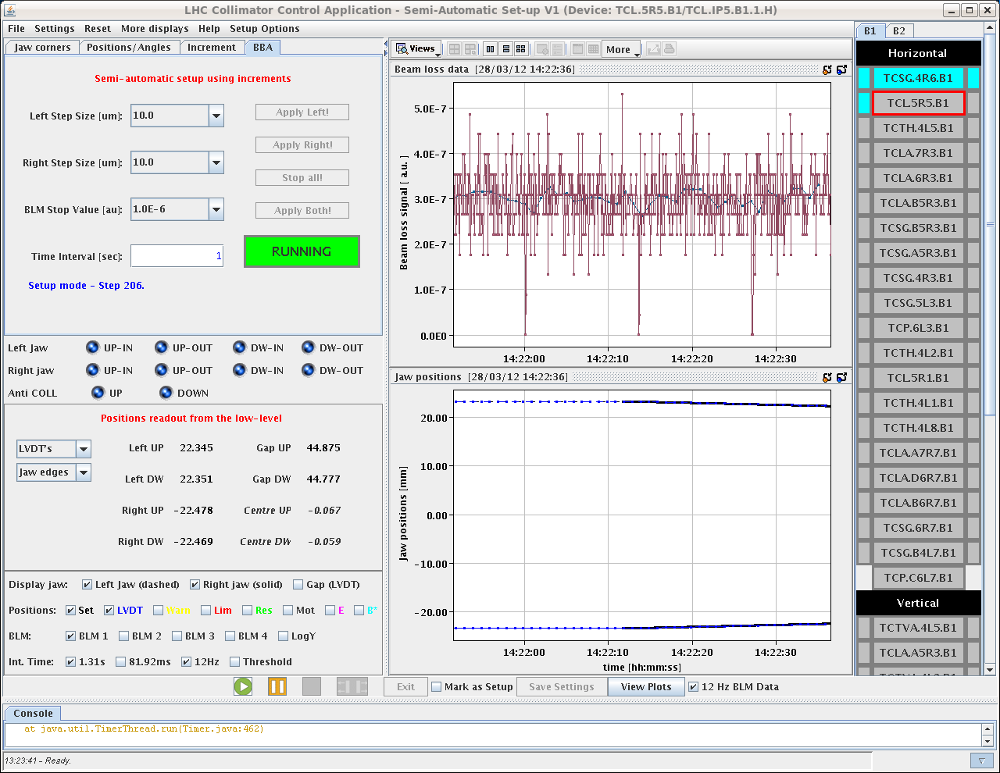 LHC Collimator Control Application - Semi-Automatic Set-up V1 (Device: TCL.5R5.B1/TCL.IP5.B1.1.H)
File Settings Reset More displays Help Setup Options
Jaw corners Positions/Angles Increment BBA
Semi-automatic setup using increments
Left Step Size [um]: 10.0 Apply Left!
Apply Right!
Right Step Size [um]: 10.0
Stop all!
BLM Stop Value [au]: 1.0E-6 Apply Both!
Time Interval [sec]: 1 RUNNING
Setup mode - Step 206.
Left Jaw UP-IN UP-OUT DW-IN DW-OUT
Right jaw UP-IN UP-OUT DW-IN DW-OUT
Anti COLL UP DOWN
Positions readout from the low-level
LVDT's Left UP 22.345 Gap UP 44.875
Jaw edges
Left DW 22.351 Gap DW 44.777
Right UP -22.478 Centre UP -0.067
Right DW -22.469 Centre DW -0.059
Display jaw: Left Jaw (dashed) Right jaw (solid) Gap (LVDT)
Positions: Set LVDT Warn Lim Res Mot E B*
BLM: BLM 1 BLM 2 BLM 3 BLM 4 LogY
Int. Time: 1.31s 81.92ms 12Hz Threshold
Views More
Beam loss data [28/03/12 14:22:36]
Beam loss signal [ a.u. ]
5.0E-7
4.0E-7
3.0E-7
2.0E-7
1.0E-7
0.0E0
14:22:00 14:22:10 14:22:20 14:22:30
Jaw positions [28/03/12 14:22:36]
Jaw positions [mm]
20.00
10.00
0.00
-10.00
-20.00
14:22:00 14:22:10 14:22:20 14:22:30
time [hh:mm:ss]
B1 B2
Horizontal
TCSG.4R6.B1
TCL.5R5.B1
TCTH.4L5.B1
TCLA.7R3.B1
TCLA.6R3.B1
TCLA.B5R3.B1
TCSG.B5R3.B1
TCSG.A5R3.B1
TCSG.4R3.B1
TCSG.5L3.B1
TCP.6L3.B1
TCTH.4L2.B1
TCL.5R1.B1
TCTH.4L1.B1
TCTH.4L8.B1
TCLA.A7R7.B1
TCLA.D6R7.B1
TCLA.B6R7.B1
TCSG.6R7.B1
TCSG.B4L7.B1
TCP.C6L7.B1
Vertical
TCTVA.4L5.B1
TCLA.A5R3.B1
Exit Mark as Setup Save Settings View Plots 12 Hz BLM Data
Console
at java.util.TimerThread.run(Timer.java:462)
13:23:41 - Ready.